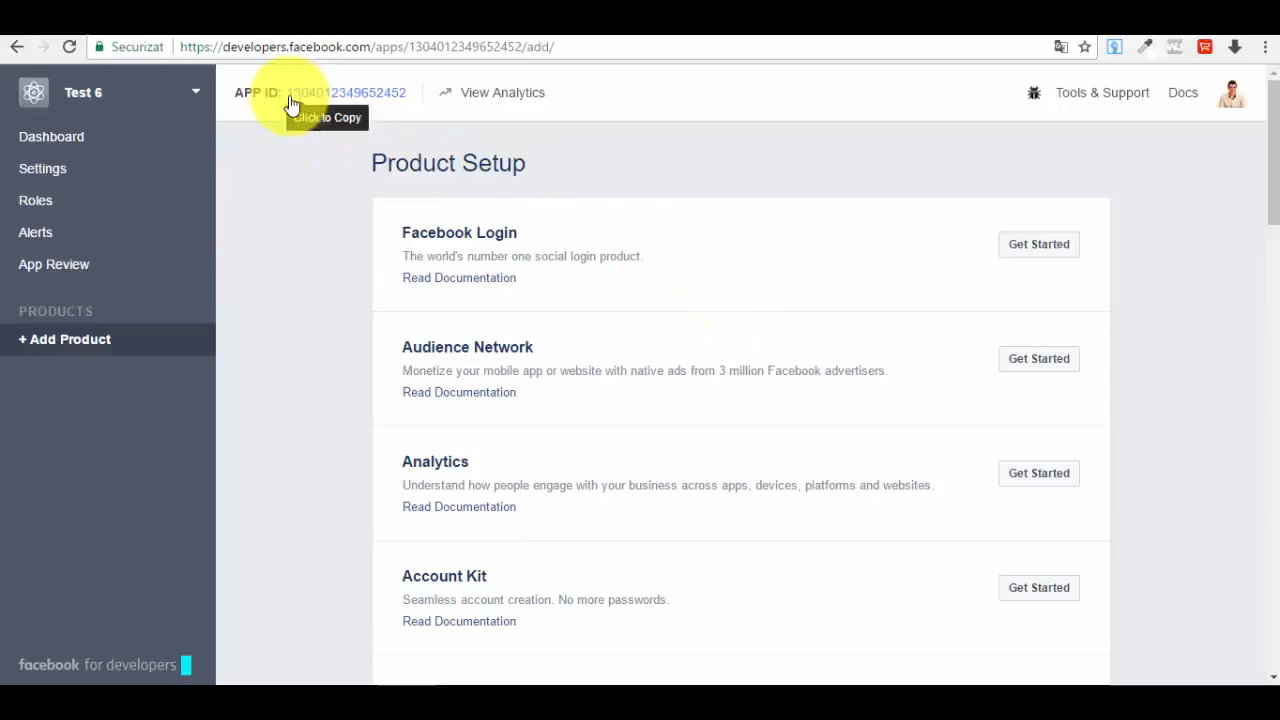 Securizat https://developers.facebook.com/apps/1304012349652452/add/
Test 6
APP ID: 1304012349652452
View Analytics
Tools & Support
Docs
Click to Copy
Dashboard
Settings
Roles
Alerts
App Review
PRODUCTS
+ Add Product
facebook for developers
Product Setup
Facebook Login
The world's number one social login product.
Read Documentation
Get Started
Audience Network
Monetize your mobile app or website with native ads from 3 million Facebook advertisers.
Read Documentation
Get Started
Analytics
Understand how people engage with your business across apps, devices, platforms and websites.
Read Documentation
Get Started
Account Kit
Seamless account creation. No more passwords.
Read Documentation
Get Started